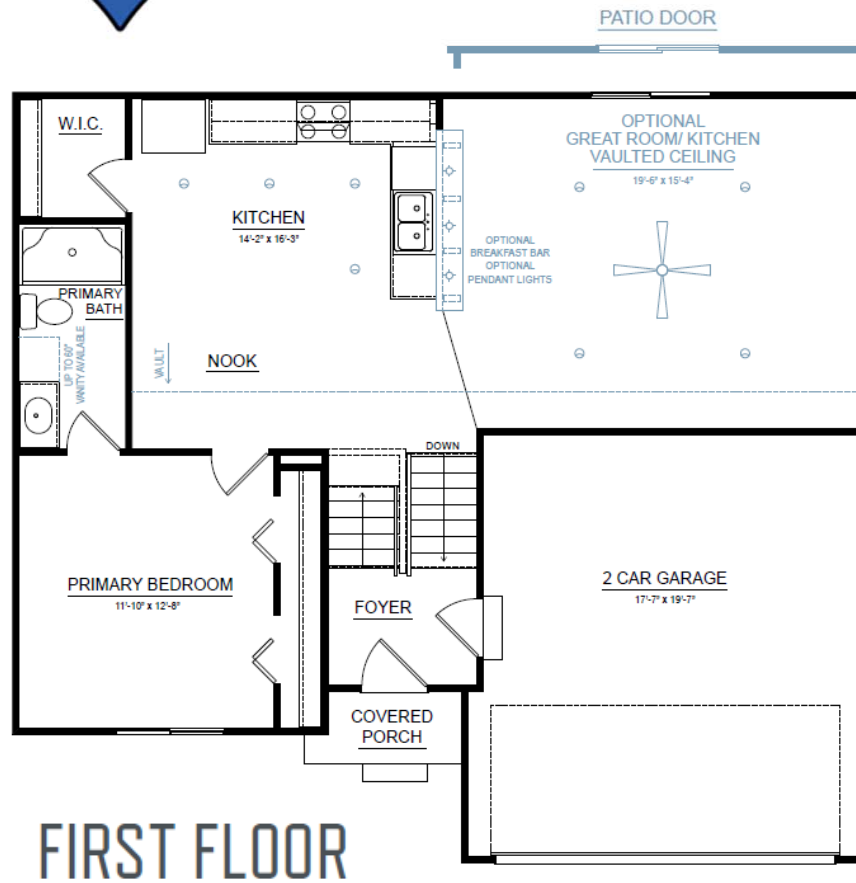 PATIO DOOR
W.I.C.
OPTIONAL
GREAT ROOM/ KITCHEN
VAULTED CEILING
19'-6" x 15'-4"
KITCHEN
14'-2" x 16'-3"
OPTIONAL
BREAKFAST BAR
OPTIONAL
PENDANT LIGHTS
PRIMARY
BATH
UP TO 60"
VANITY AVAILABLE
VAULT
NOOK
DOWN
PRIMARY BEDROOM
11'-10" x 12'-8"
FOYER
2 CAR GARAGE
17'-7" x 19'-7"
COVERED
PORCH
FIRST FLOOR